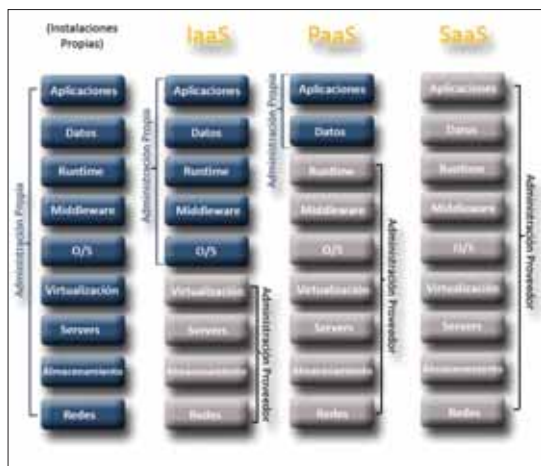 (Instalaciones
Propias)
IaaS
PaaS
SaaS
Administración Propia
Aplicaciones
Datos
Runtime
Middleware
O/S
Virtualización
Servers
Almacenamiento
Redes
Administración Propia
Aplicaciones
Datos
Runtime
Middleware
O/S
Virtualización
Servers
Almacenamiento
Redes
Administración Proveedor
Administración Propia
Aplicaciones
Datos
Runtime
Middleware
O/S
Virtualización
Servers
Almacenamiento
Redes
Administración Proveedor
Aplicaciones
Datos
Runtime
Middleware
O/S
Virtualización
Servers
Almacenamiento
Redes
Administración Proveedor